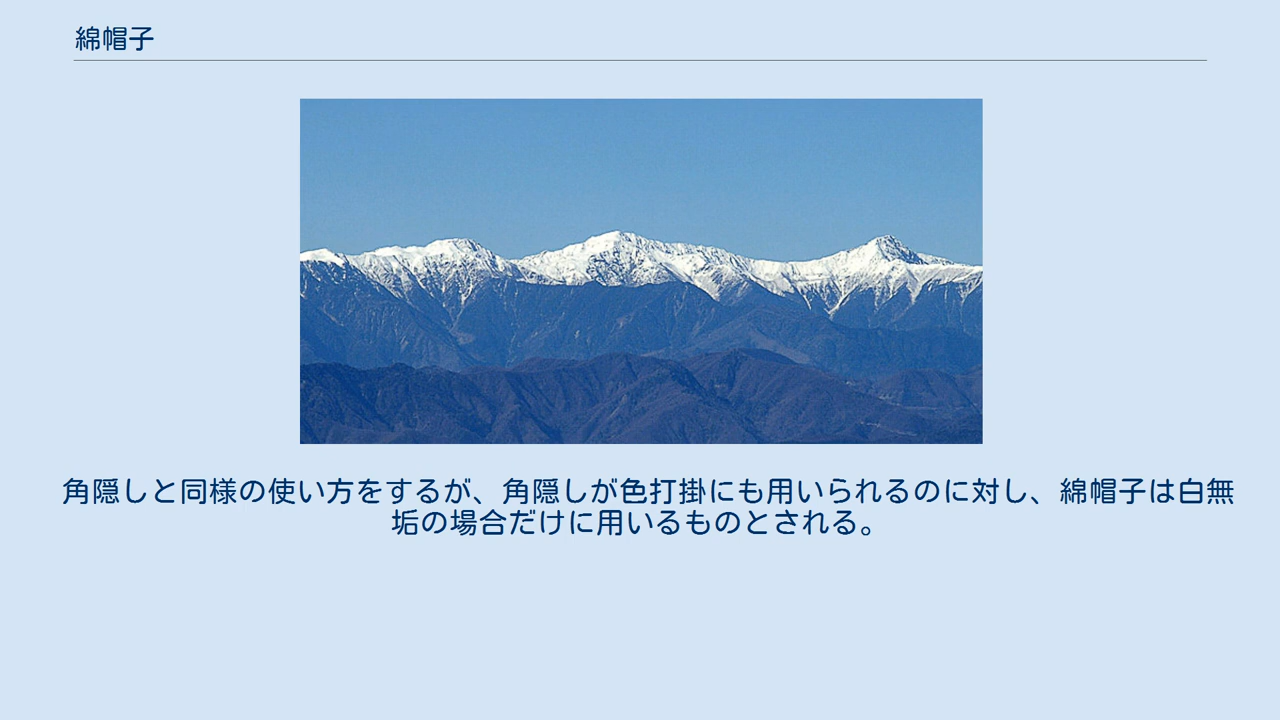 綿帽子
角隠しと同様の使い方をするが、角隠しが色打掛にも用いられるのに対し、綿帽子は白無
垢の場合だけに用いるものとされる。